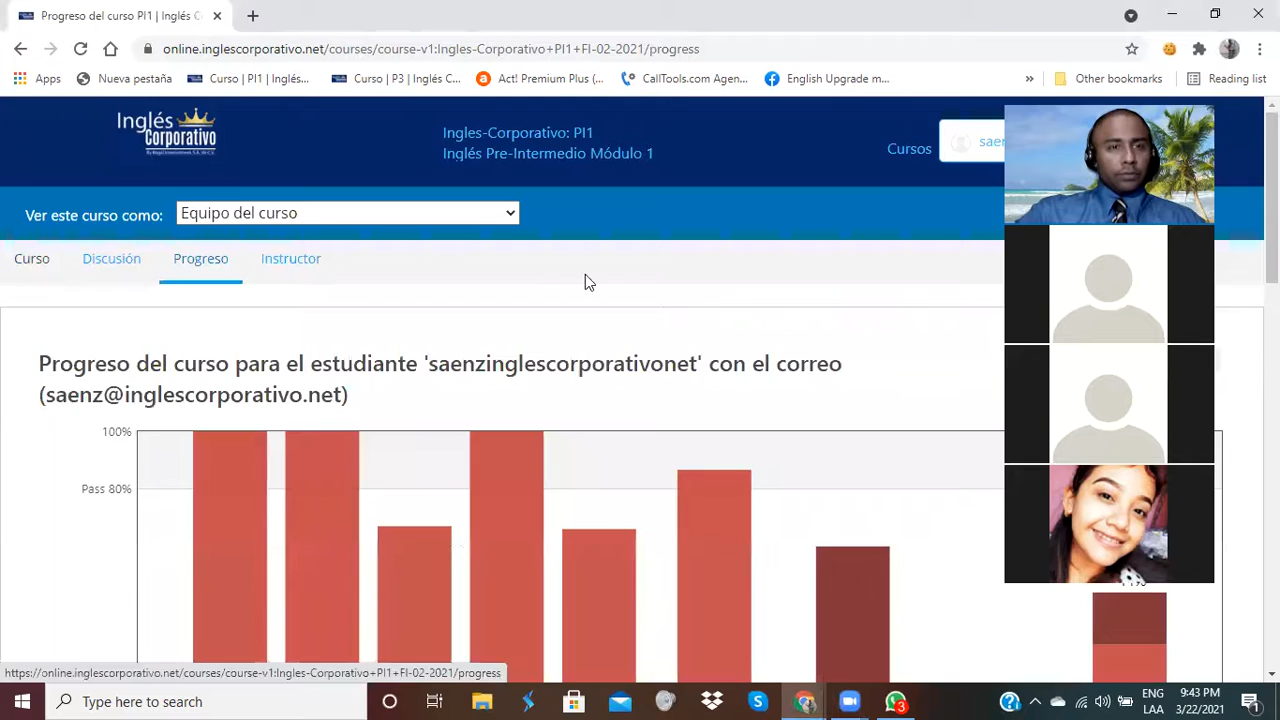 Progreso del curso PI1 | Inglés C
online.inglescorporativo.net/courses/course-v1:Ingles-Corporativo+PI1+FI-02-2021/progress
Apps Nueva pestaña Curso | PI1 | Inglés... Curso | P3 | Inglés C... Act! Premium Plus (... CallTools.com Agen... English Upgrade m... » Other bookmarks Reading list
Inglés
Corporativo
Ingles-Corporativo: PI1
Inglés Pre-Intermedio Módulo 1
Cursos saen
Ver este curso como: Equipo del curso
Curso Discusión Progreso Instructor
Progreso del curso para el estudiante 'saenzinglescorporativonet' con el correo
(saenz@inglescorporativo.net)
100%
Pass 80%
https://online.inglescorporativo.net/courses/course-v1:Ingles-Corporativo+PI1+FI-02-2021/progress
Type here to search
3
ENG
LAA
9:43 PM
3/22/2021
1